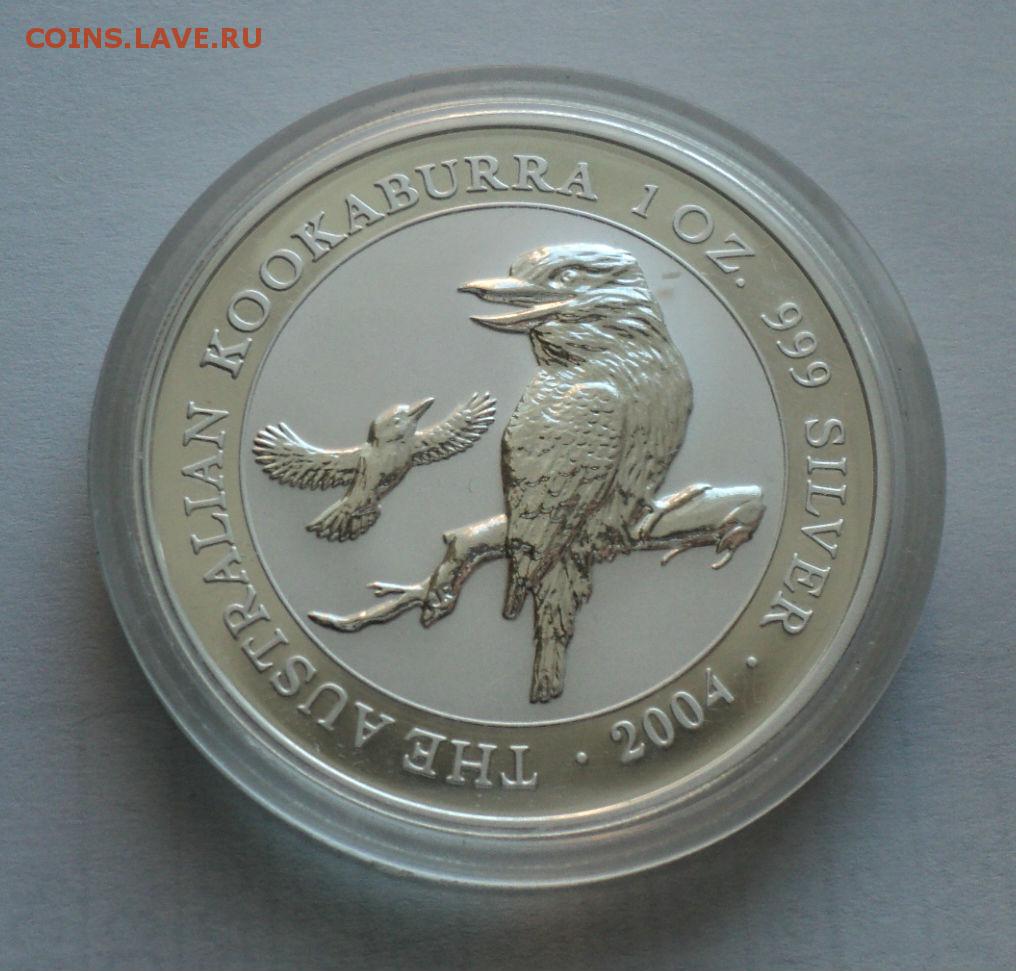 COINS.LAVE.RU
THE AUSTRALIAN KOOKABURRA 1 OZ. 999 SILVER · 2004 ·